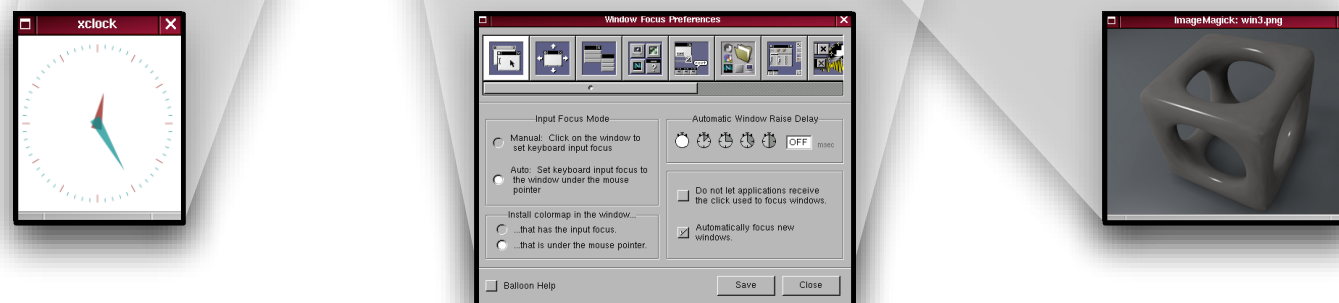 xclock
Window Focus Preferences
ImageMagick: win3.png
Input Focus Mode
Manual: Click on the window to
set keyboard input focus
Auto: Set keyboard input focus to
the window under the mouse
pointer
Install colormap in the window...
...that has the input focus.
...that is under the mouse pointer.
Automatic Window Raise Delay
OFF msec
Do not let applications receive
the click used to focus windows.
Automatically focus new
windows.
Balloon Help
Save
Close